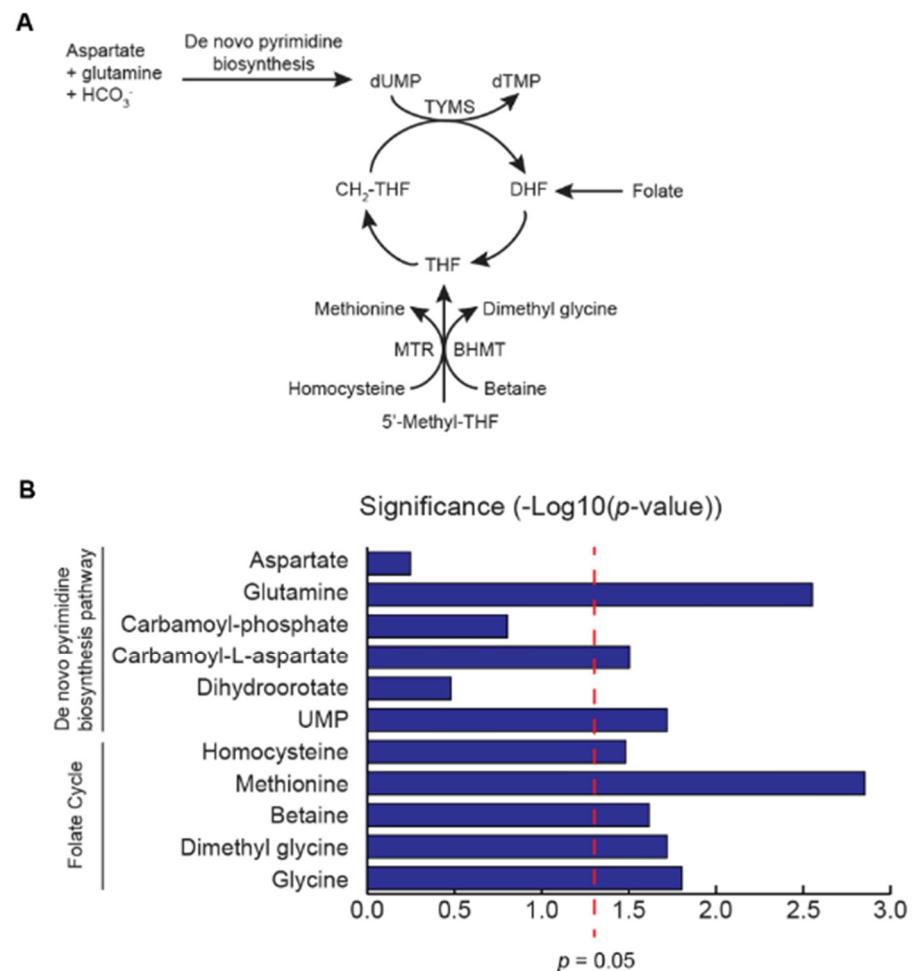 A
Aspartate
+ glutamine
+ HCO₃⁻
De novo pyrimidine
biosynthesis
dUMP
dTMP
TYMS
CH₂-THF
DHF
Folate
THF
Methionine
Dimethyl glycine
MTR
BHMT
Homocysteine
Betaine
5'-Methyl-THF
B
Significance (-Log10(p-value))
De novo pyrimidine
biosynthesis pathway
Aspartate
Glutamine
Carbamoyl-phosphate
Carbamoyl-L-aspartate
Dihydroorotate
UMP
Folate Cycle
Homocysteine
Methionine
Betaine
Dimethyl glycine
Glycine
0.0 0.5 1.0 1.5 2.0 2.5 3.0
p = 0.05